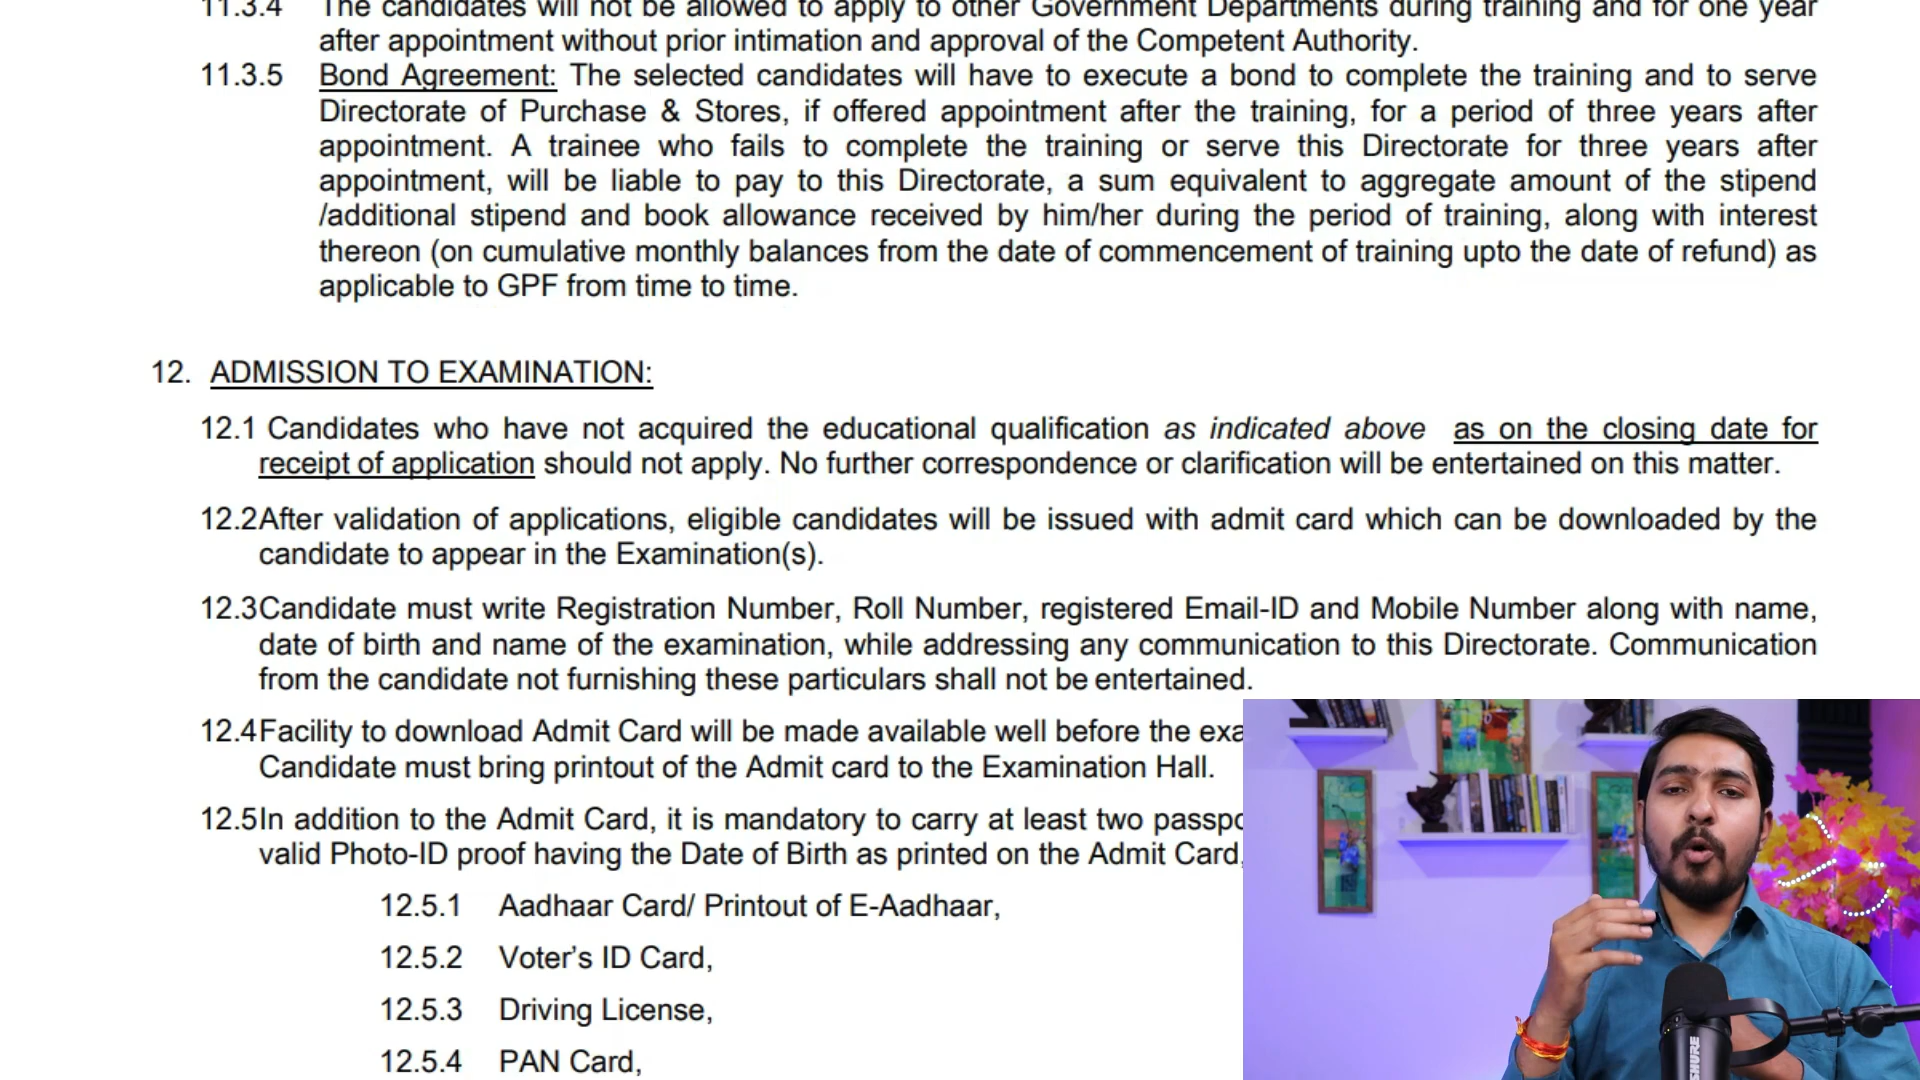 11.3.4 The candidates will not be allowed to apply to other Government Departments during training and for one year
after appointment without prior intimation and approval of the Competent Authority.
11.3.5 Bond Agreement: The selected candidates will have to execute a bond to complete the training and to serve
Directorate of Purchase & Stores, if offered appointment after the training, for a period of three years after
appointment. A trainee who fails to complete the training or serve this Directorate for three years after
appointment, will be liable to pay to this Directorate, a sum equivalent to aggregate amount of the stipend
/additional stipend and book allowance received by him/her during the period of training, along with interest
thereon (on cumulative monthly balances from the date of commencement of training upto the date of refund) as
applicable to GPF from time to time.
12. ADMISSION TO EXAMINATION:
12.1 Candidates who have not acquired the educational qualification as indicated above as on the closing date for
receipt of application should not apply. No further correspondence or clarification will be entertained on this matter.
12.2After validation of applications, eligible candidates will be issued with admit card which can be downloaded by the
candidate to appear in the Examination(s).
12.3Candidate must write Registration Number, Roll Number, registered Email-ID and Mobile Number along with name,
date of birth and name of the examination, while addressing any communication to this Directorate. Communication
from the candidate not furnishing these particulars shall not be entertained.
12.4Facility to download Admit Card will be made available well before the exa
Candidate must bring printout of the Admit card to the Examination Hall.
12.5In addition to the Admit Card, it is mandatory to carry at least two passpo
valid Photo-ID proof having the Date of Birth as printed on the Admit Card,
12.5.1 Aadhaar Card/ Printout of E-Aadhaar,
12.5.2 Voter's ID Card,
12.5.3 Driving License,
12.5.4 PAN Card,
SHURE